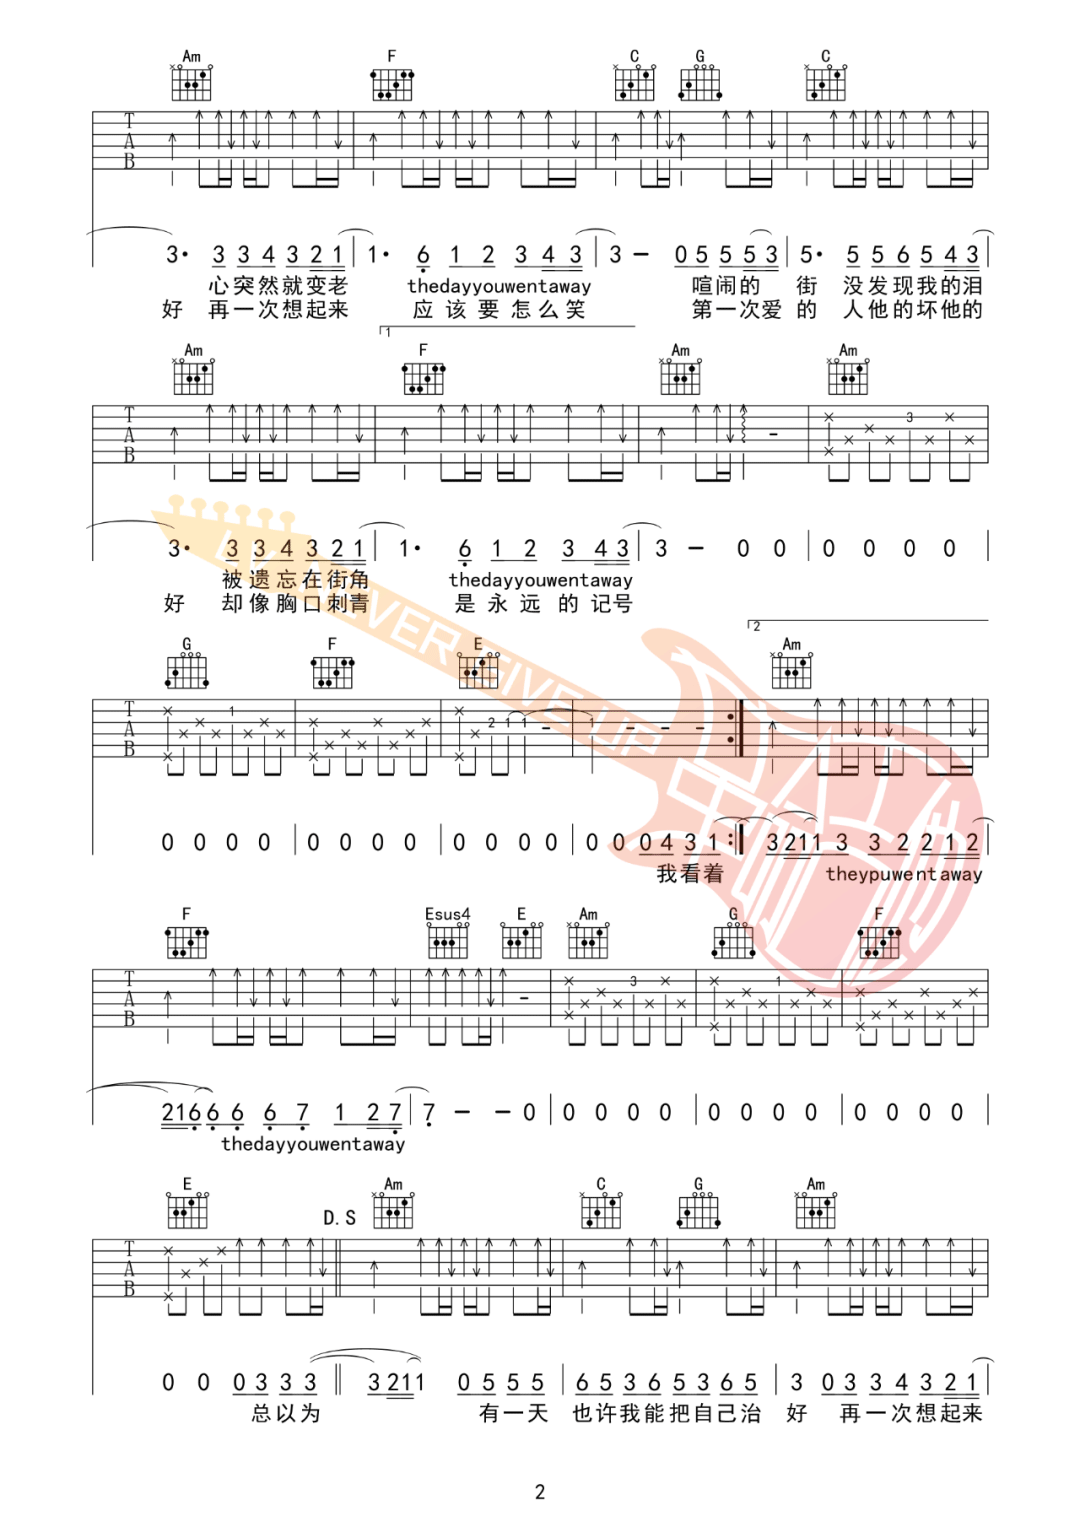 Am F C G C
T
A
B
3· 3 3 4 3 2 1 | 1· 6 1 2 3 4 3 | 3 – 0 5 5 5 3 | 5· 5 5 6 5 4 3 |
心突然就变老 thedayyouwentaway 喧闹的 街 没发现我的泪
好 再一次想起来 应该要怎么笑 第一次爱的 人他的坏他的
1
Am F Am Am
T
A
B
3
3· 3 3 4 3 2 1 | 1· 6 1 2 3 4 3 | 3 – 0 0 | 0 0 0 0 |
被遗忘在街角 thedayyouwentaway
好 却像胸口刺青 是永远的记号
LV NEVER GIVE UP
2
G F E Am
T
A
B
1 2 1 1 1
0 0 0 0 | 0 0 0 0 | 0 0 0 0 | 0 0 0 4 3 1 :| 3 2 1 1 3 3 2 2 1 2 |
我看着 theypuwentaway
F Esus4 E Am G F
T
A
B
3 1
2 1 6 6 6 6 7 1 2 7 | 7 – – 0 | 0 0 0 0 | 0 0 0 0 | 0 0 0 0 |
thedayyouwentaway
E D.S Am C G Am
T
A
B
0 0 0 3 3 3 || 3 2 1 1 0 5 5 5 | 6 5 3 6 5 3 6 5 | 3 0 3 3 4 3 2 1 |
总以为 有一天 也许我能把自己治 好 再一次想起来
2